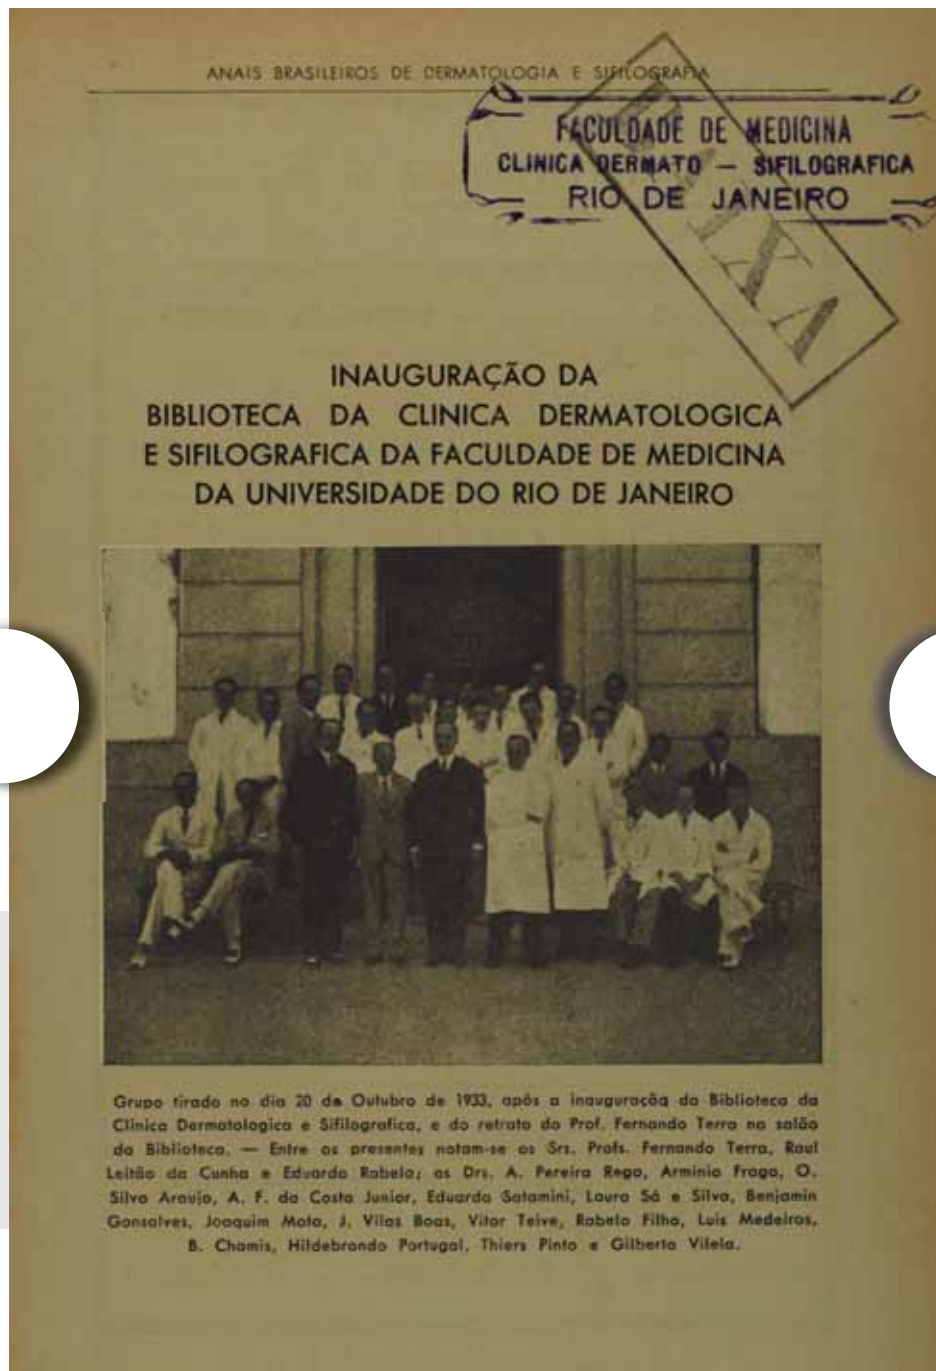 ANAIS BRASILEIROS DE DERMATOLOGIA E SIFILOGRAFIA
FACULDADE DE MEDICINA
CLINICA DERMATO — SIFILOGRAFICA
RIO DE JANEIRO
INAUGURAÇÃO DA
BIBLIOTECA DA CLINICA DERMATOLOGICA
E SIFILOGRAFICA DA FACULDADE DE MEDICINA
DA UNIVERSIDADE DO RIO DE JANEIRO
Grupo tirado no dia 20 de Outubro de 1933, após a inauguração da Biblioteca da
Clinica Dermatologica e Sifilografica, e do retrato do Prof. Fernando Terra no salão
da Biblioteca. — Entre os presentes notam-se os Srs. Profs. Fernando Terra, Raul
Leitão da Cunha e Eduardo Rabelo; os Drs. A. Pereira Rego, Arminio Fraga, O.
Silva Araujo, A. F. da Costa Junior, Eduardo Satamini, Lauro Sá e Silva, Benjamin
Gonsalves, Joaquim Mota, J. Vilas Boas, Vitor Teive, Rabelo Filho, Luis Medeiros,
B. Chamis, Hildebrando Portugal, Thiers Pinto e Gilberto Vilela.